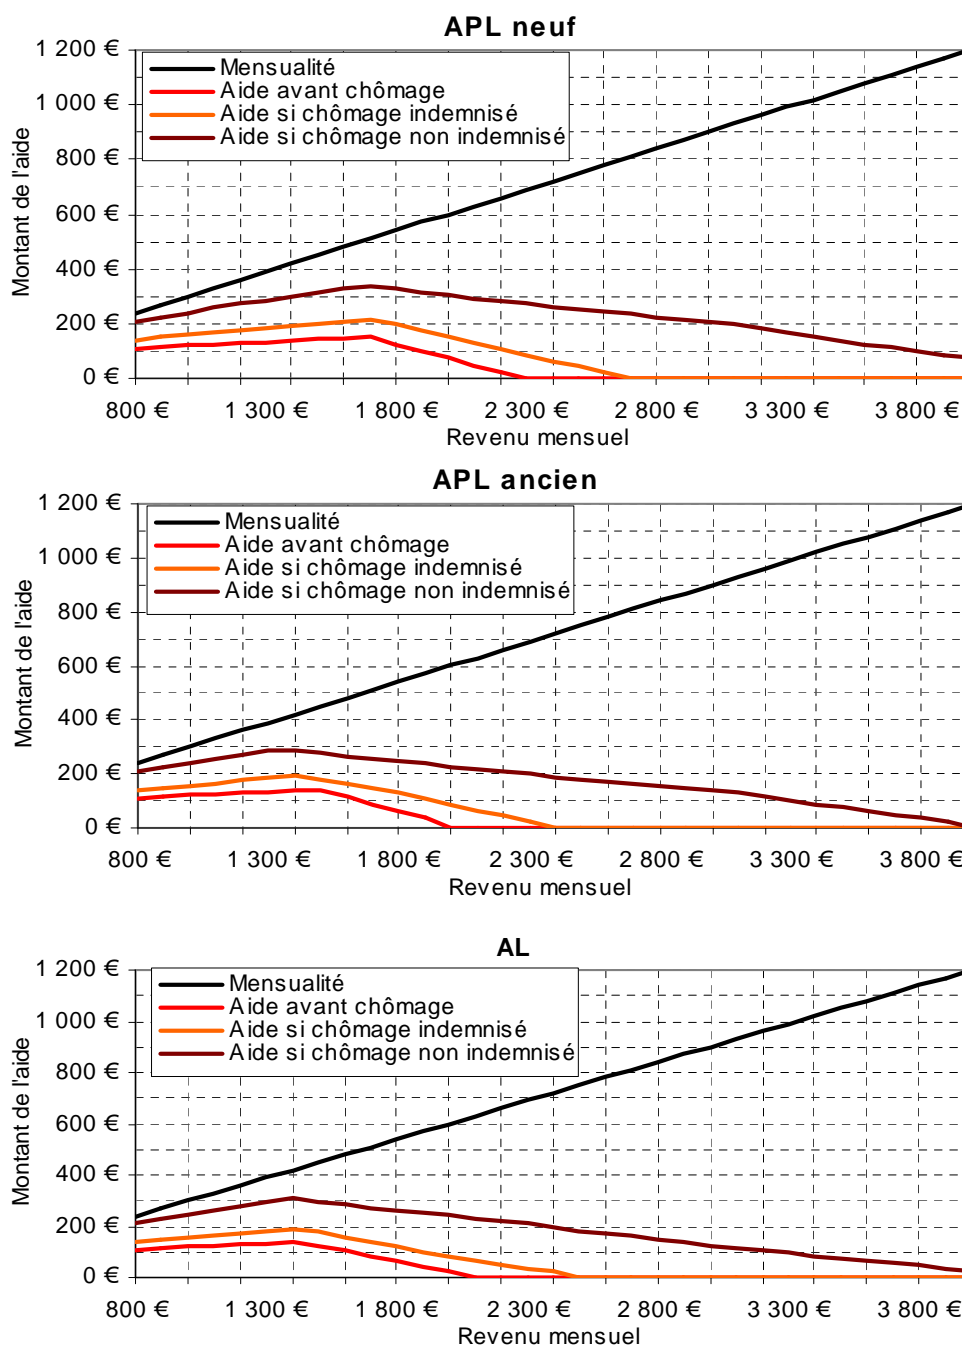 APL neuf
1 200 €
1 000 €
800 €
600 €
400 €
200 €
0 €
Montant de l'aide
Mensualité
Aide avant chômage
Aide si chômage indemnisé
Aide si chômage non indemnisé
800 € 1 300 € 1 800 € 2 300 € 2 800 € 3 300 € 3 800 €
Revenu mensuel
APL ancien
1 200 €
1 000 €
800 €
600 €
400 €
200 €
0 €
Montant de l'aide
Mensualité
Aide avant chômage
Aide si chômage indemnisé
Aide si chômage non indemnisé
800 € 1 300 € 1 800 € 2 300 € 2 800 € 3 300 € 3 800 €
Revenu mensuel
AL
1 200 €
1 000 €
800 €
600 €
400 €
200 €
0 €
Montant de l'aide
Mensualité
Aide avant chômage
Aide si chômage indemnisé
Aide si chômage non indemnisé
800 € 1 300 € 1 800 € 2 300 € 2 800 € 3 300 € 3 800 €
Revenu mensuel